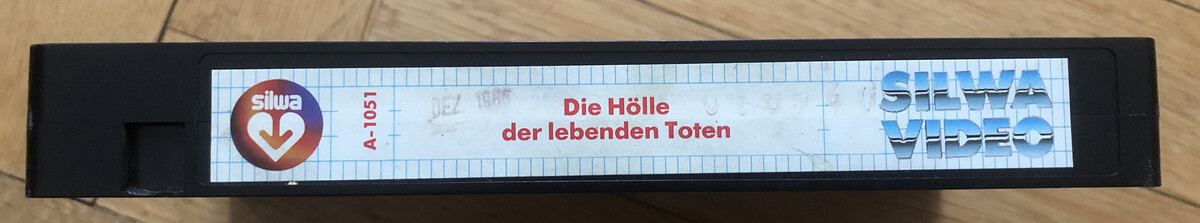 silwa
A-1051
DEZ. 1986
Die Hölle
der lebenden Toten
SILWA
VIDEO